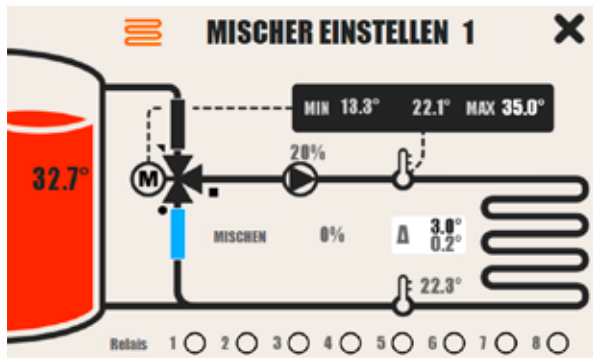 MISCHER EINSTELLEN 1
MIN 13.3° 22.1° MAX 35.0°
20%
32.7°
M
MISCHEN 0% Δ 3.0°
0.2°
22.3°
Relais 1 2 3 4 5 6 7 8